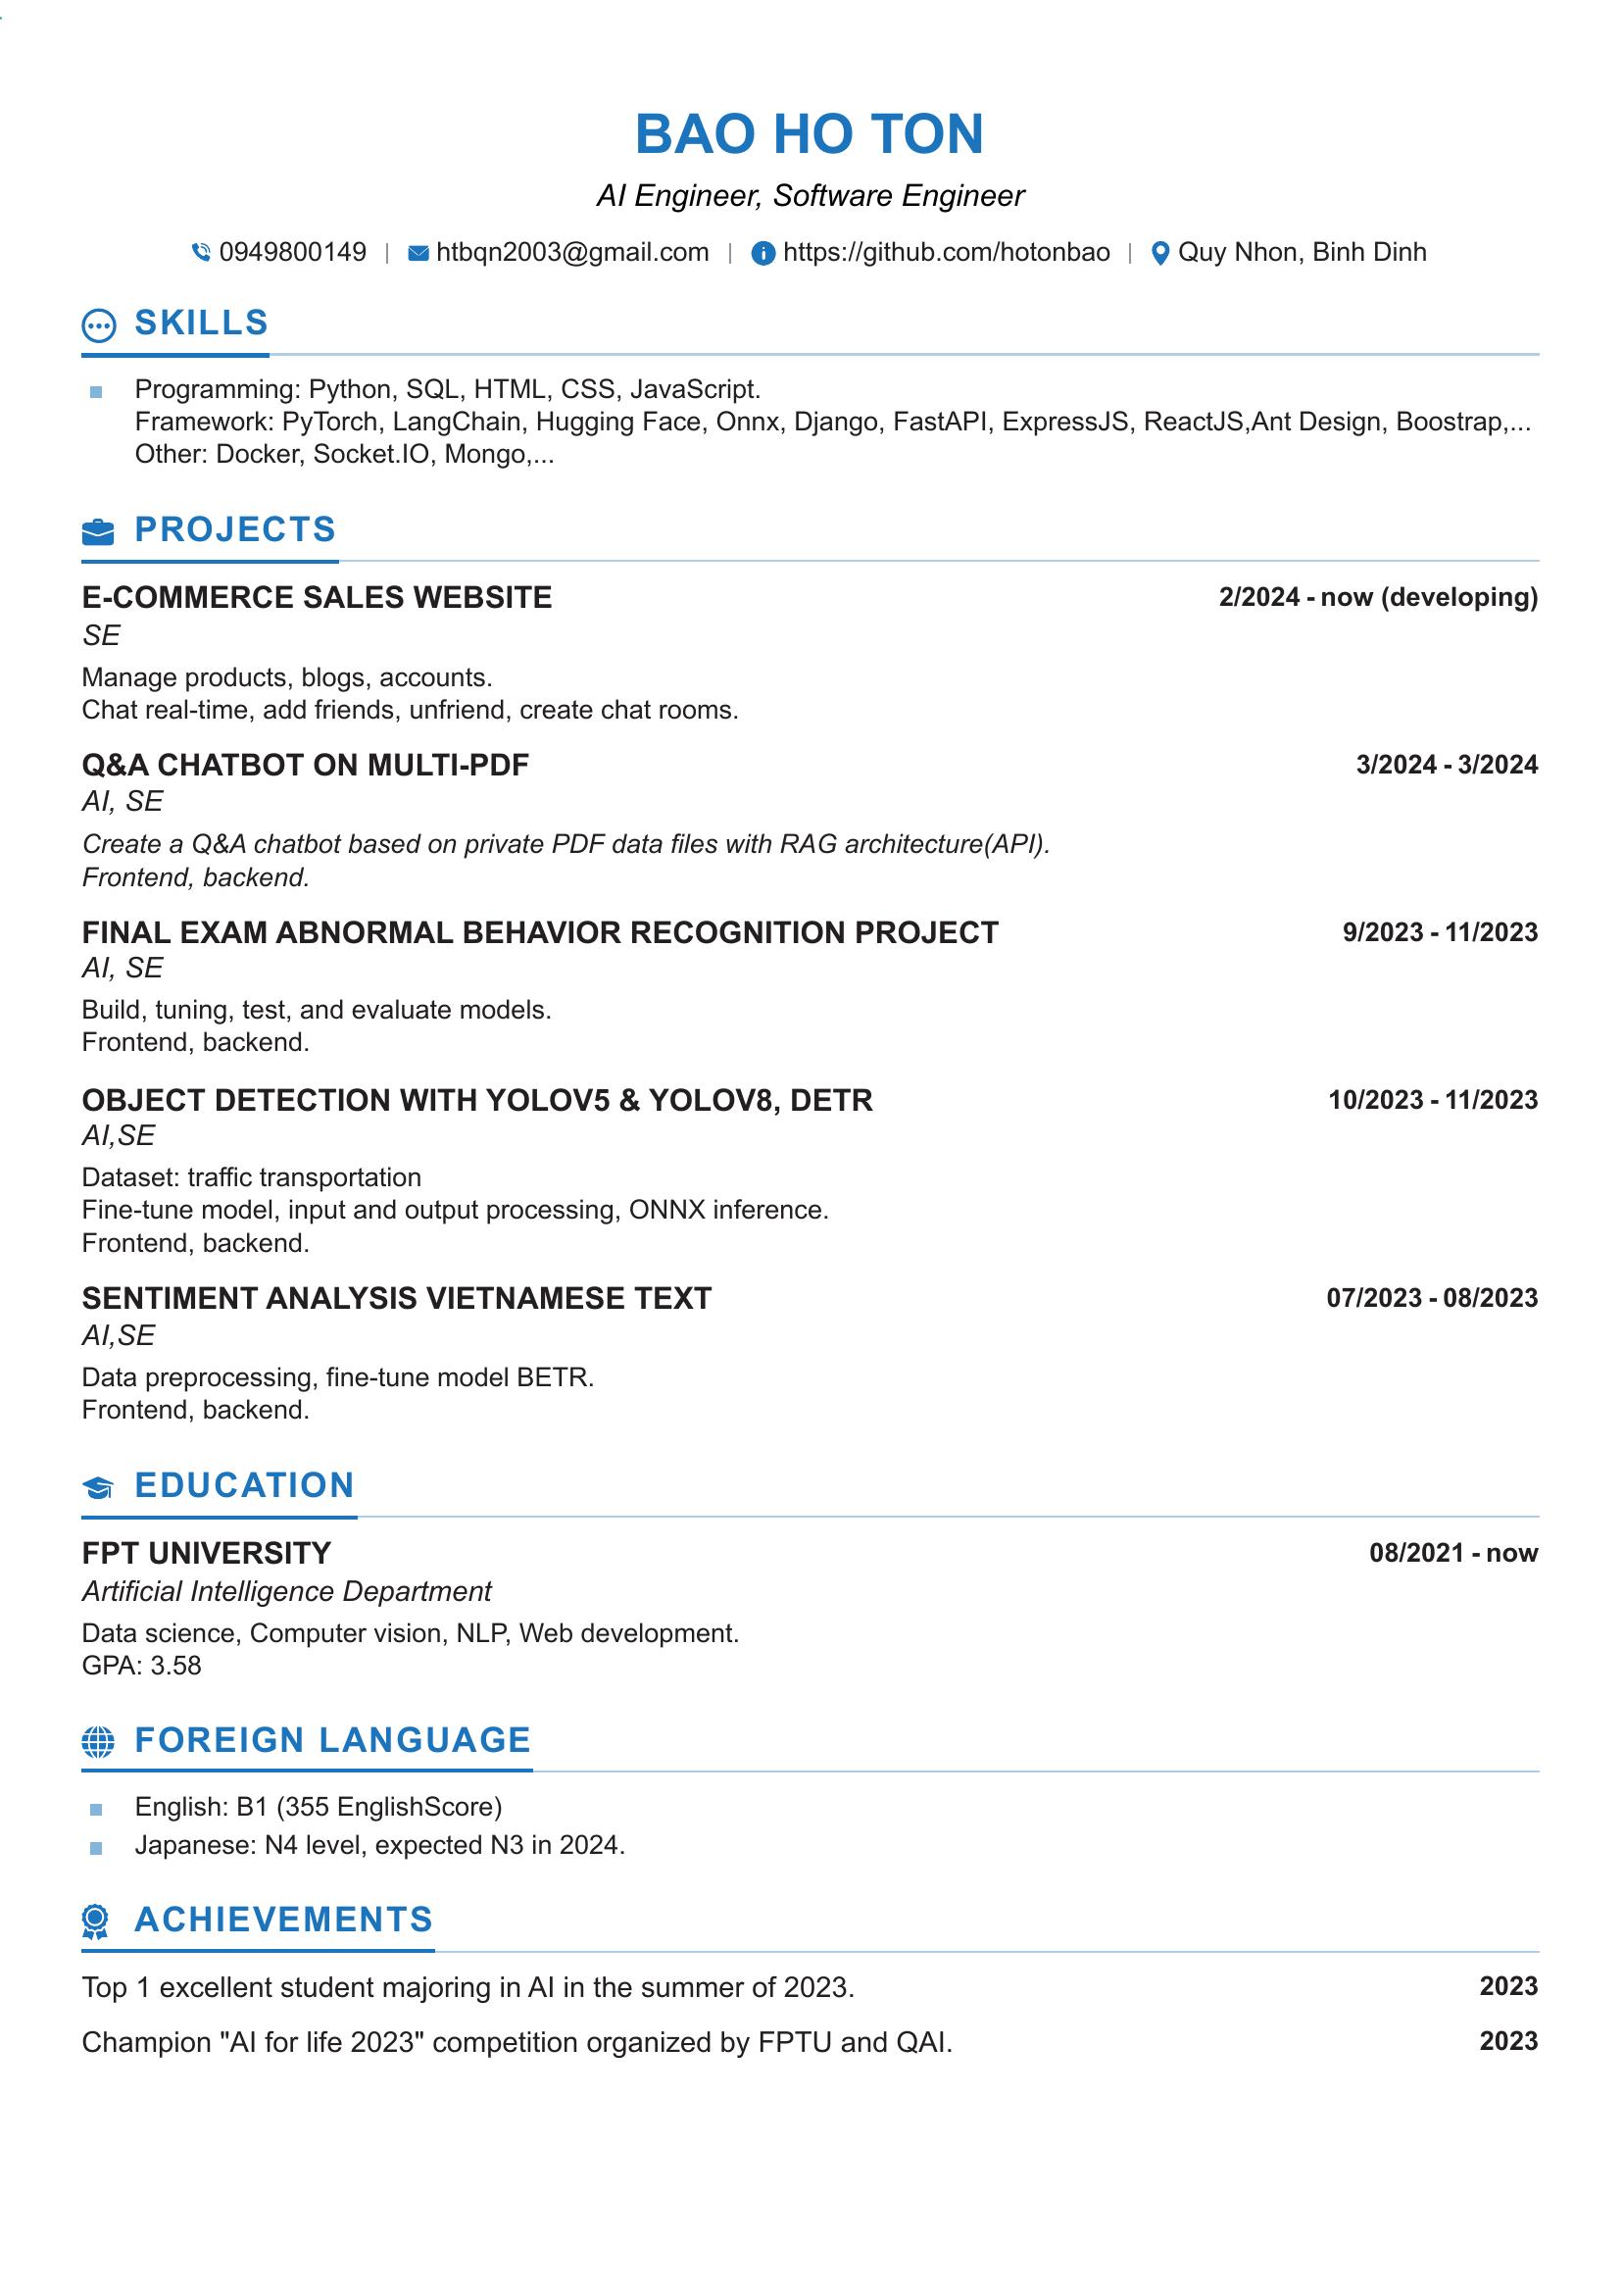 BAO HO TON
AI Engineer, Software Engineer
0949800149 | htbqn2003@gmail.com | https://github.com/hotonbao | Quy Nhon, Binh Dinh
SKILLS
Programming: Python, SQL, HTML, CSS, JavaScript.
Framework: PyTorch, LangChain, Hugging Face, Onnx, Django, FastAPI, ExpressJS, ReactJS,Ant Design, Boostrap,...
Other: Docker, Socket.IO, Mongo,...
PROJECTS
E-COMMERCE SALES WEBSITE 2/2024 - now (developing)
SE
Manage products, blogs, accounts.
Chat real-time, add friends, unfriend, create chat rooms.
Q&A CHATBOT ON MULTI-PDF 3/2024 - 3/2024
AI, SE
Create a Q&A chatbot based on private PDF data files with RAG architecture(API).
Frontend, backend.
FINAL EXAM ABNORMAL BEHAVIOR RECOGNITION PROJECT 9/2023 - 11/2023
AI, SE
Build, tuning, test, and evaluate models.
Frontend, backend.
OBJECT DETECTION WITH YOLOV5 & YOLOV8, DETR 10/2023 - 11/2023
AI,SE
Dataset: traffic transportation
Fine-tune model, input and output processing, ONNX inference.
Frontend, backend.
SENTIMENT ANALYSIS VIETNAMESE TEXT 07/2023 - 08/2023
AI,SE
Data preprocessing, fine-tune model BETR.
Frontend, backend.
EDUCATION
FPT UNIVERSITY 08/2021 - now
Artificial Intelligence Department
Data science, Computer vision, NLP, Web development.
GPA: 3.58
FOREIGN LANGUAGE
English: B1 (355 EnglishScore)
Japanese: N4 level, expected N3 in 2024.
ACHIEVEMENTS
Top 1 excellent student majoring in AI in the summer of 2023. 2023
Champion "AI for life 2023" competition organized by FPTU and QAI. 2023